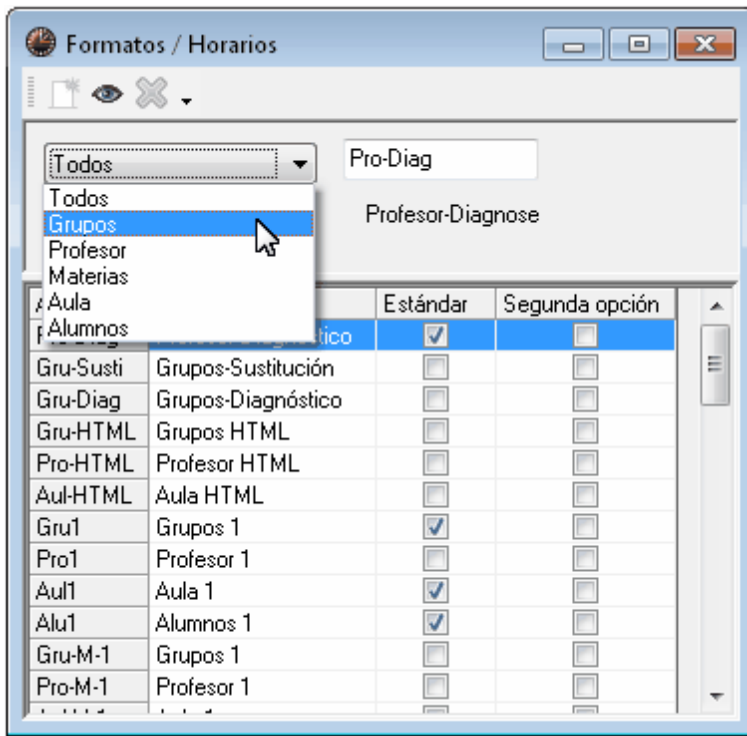 Formatos / Horarios
Todos
Pro-Diag
Todos
Grupos
Profesor
Materias
Aula
Alumnos
Profesor-Diagnose
Estándar Segunda opción
Gru-Susti Grupos-Sustitución
Gru-Diag Grupos-Diagnóstico
Gru-HTML Grupos HTML
Pro-HTML Profesor HTML
Aul-HTML Aula HTML
Gru1 Grupos 1
Pro1 Profesor 1
Aul1 Aula 1
Alu1 Alumnos 1
Gru-M-1 Grupos 1
Pro-M-1 Profesor 1